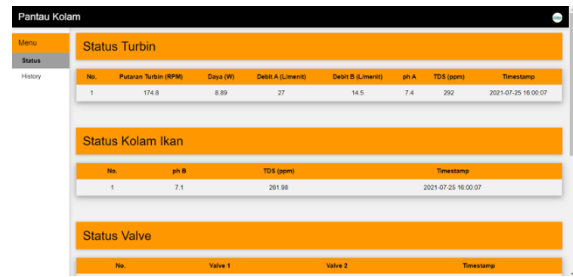 Pantau Kolam
Menu
Status
History
Status Turbin
No. Putaran Turbin (RPM) Daya (W) Debit A (L/menit) Debit B (L/menit) ph A TDS (ppm) Timestamp
1 174.8 8.89 27 14.5 7.4 292 2021-07-25 16:00:07
Status Kolam Ikan
No. ph B TDS (ppm) Timestamp
1 7.1 261.98 2021-07-25 16:00:07
Status Valve
No. Valve 1 Valve 2 Timestamp